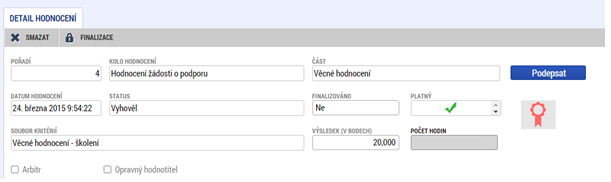 DETAIL HODNOCENÍ
SMAZAT FINALIZACE
POŘADÍ KOLO HODNOCENÍ ČÁST
4 Hodnocení žádosti o podporu Věcné hodnocení Podepsat
DATUM HODNOCENÍ STATUS FINALIZOVÁNO PLATNÝ
24. března 2015 9:54:22 Vyhověl Ne
SOUBOR KRITÉRIÍ VÝSLEDEK (V BODECH) POČET HODIN
Věcné hodnocení - školení 20,000
Arbitr Opravný hodnotitel